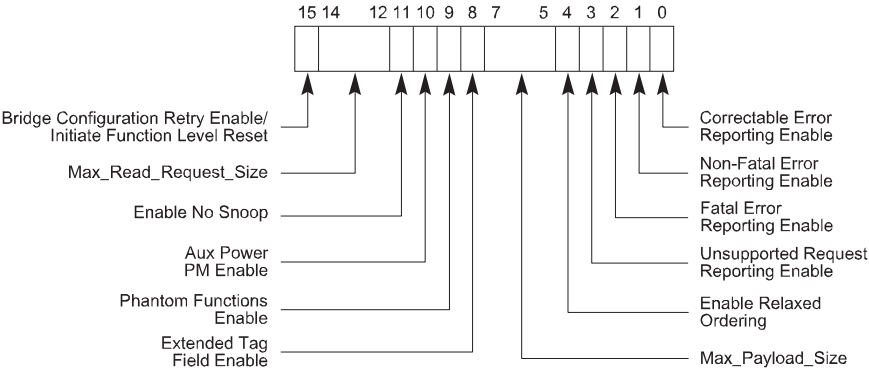 15 14 12 11 10 9 8 7 5 4 3 2 1 0
Bridge Configuration Retry Enable/
Initiate Function Level Reset
Max_Read_Request_Size
Enable No Snoop
Aux Power
PM Enable
Phantom Functions
Enable
Extended Tag
Field Enable
Correctable Error
Reporting Enable
Non-Fatal Error
Reporting Enable
Fatal Error
Reporting Enable
Unsupported Request
Reporting Enable
Enable Relaxed
Ordering
Max_Payload_Size